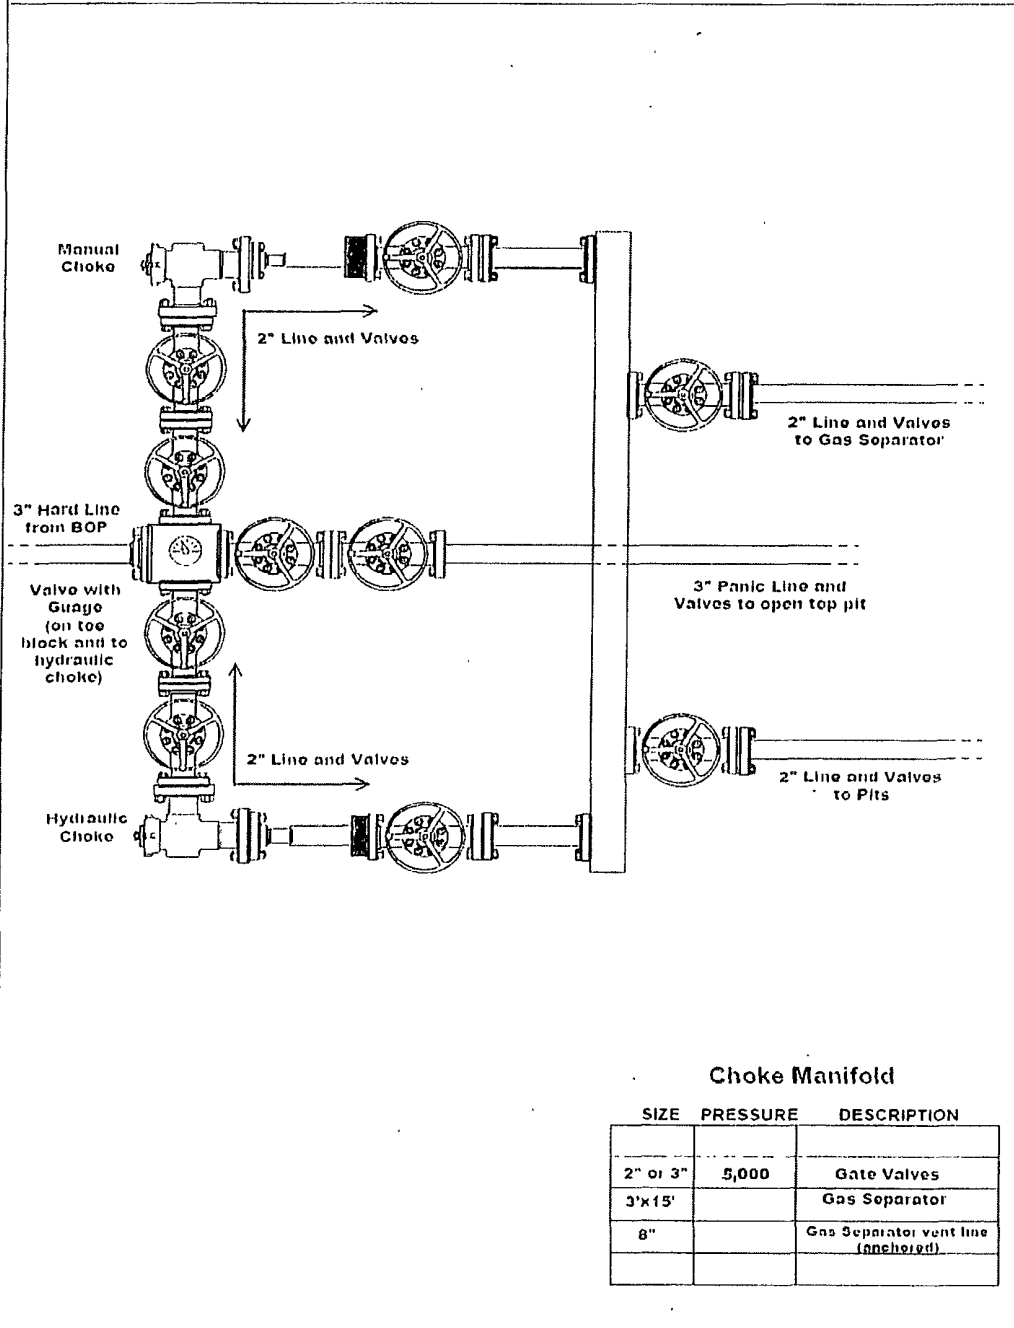 Manual
Choke
2" Line and Valves
2" Line and Valves
to Gas Separator
3" Hard Line
from BOP
3" Panic Line and
Valves to open top pit
Valve with
Guage
(on toe
block and to
hydraulic
choke)
2" Line and Valves
2" Line and Valves
to Pits
Hydraulic
Choke
Choke Manifold
SIZE PRESSURE DESCRIPTION
2" or 3" 5,000 Gate Valves
3'x15' Gas Separator
8" Gas Separator vent line
(anchored)